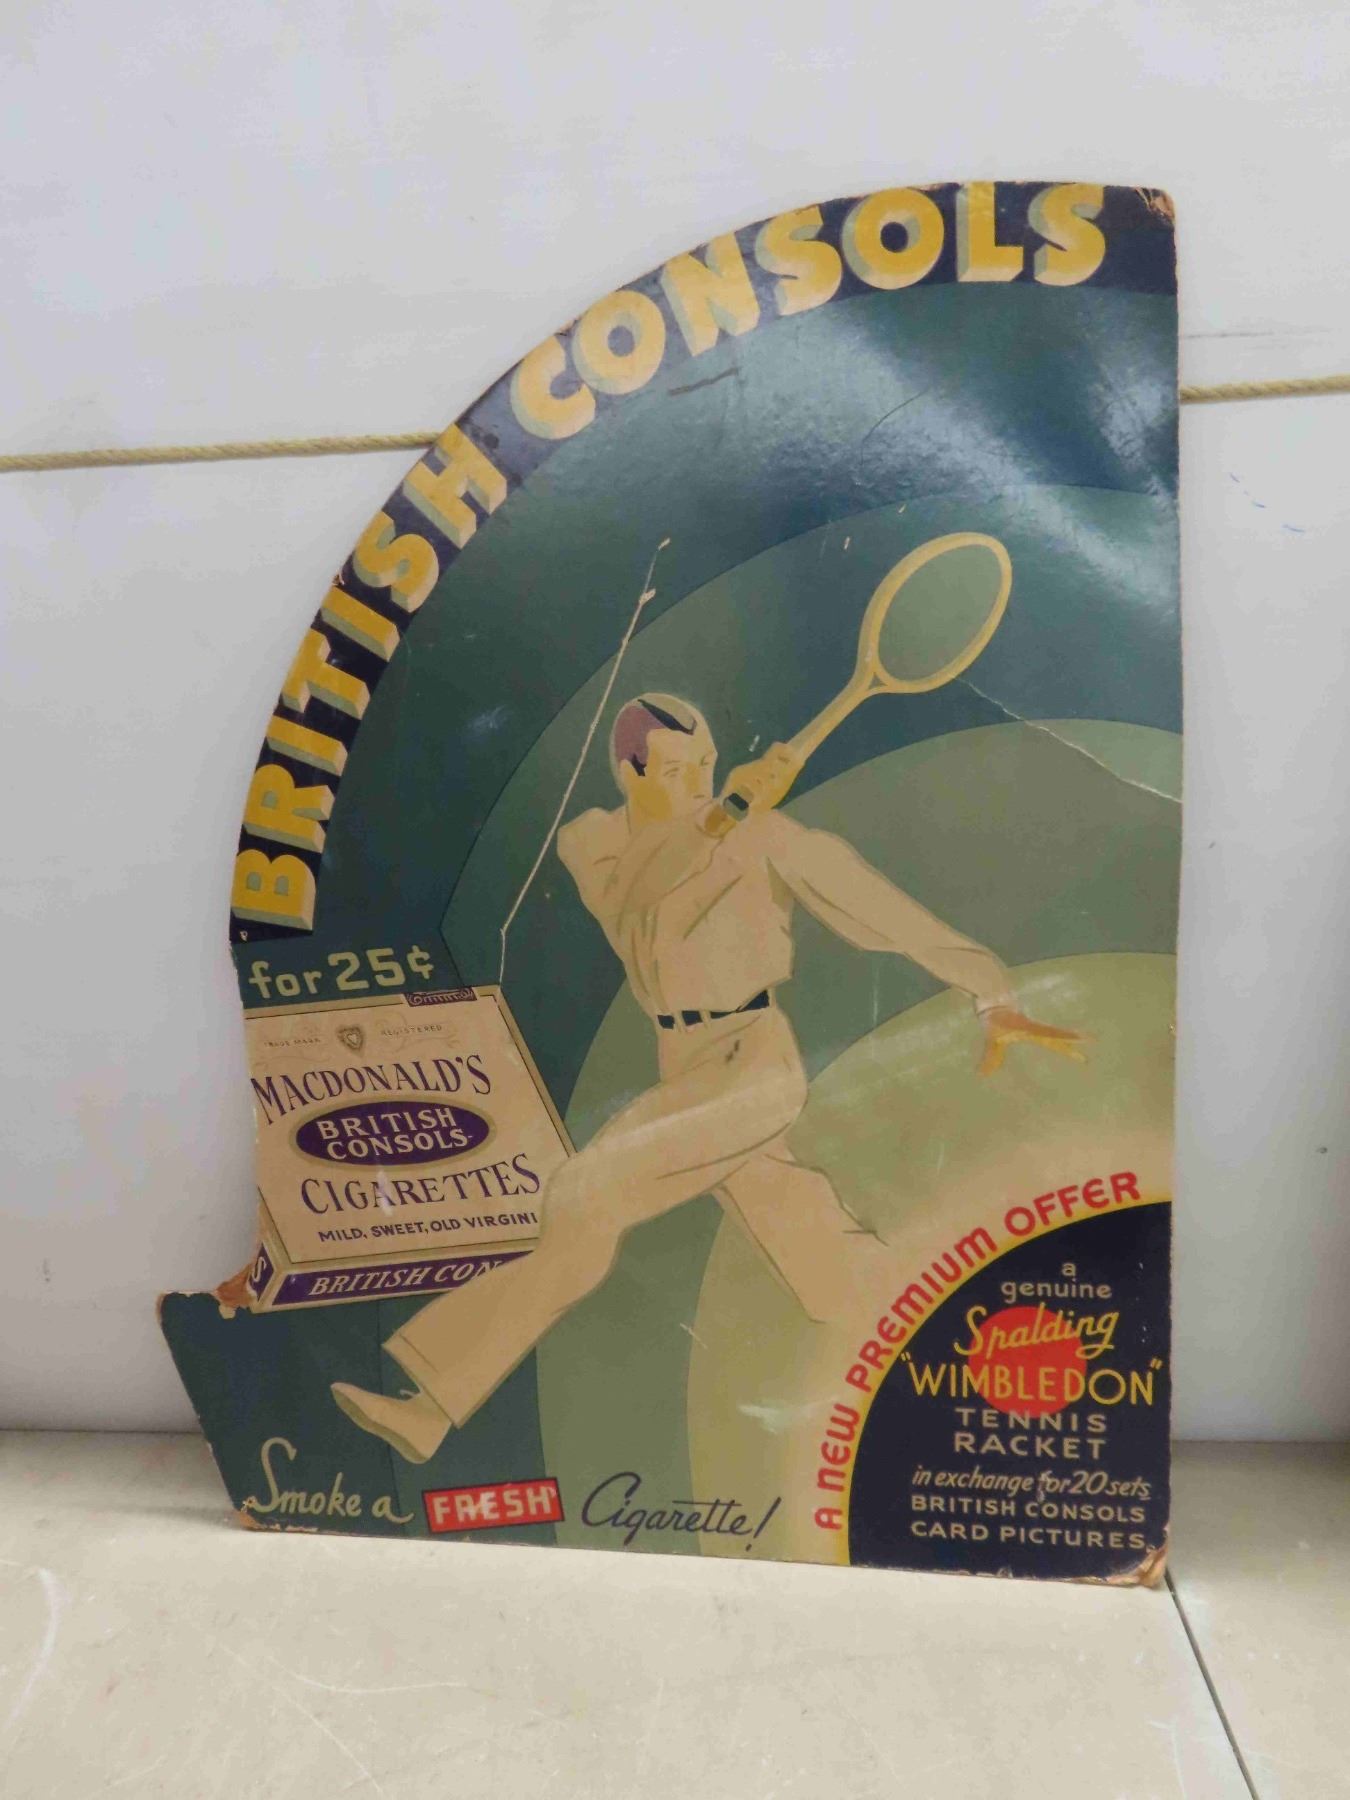 BRITISH CONSOLS
for 25¢
TRADE MARK REGISTERED
MACDONALD'S
BRITISH
CONSOLS
CIGARETTES
MILD, SWEET, OLD VIRGINI
S BRITISH CON
A NEW PREMIUM OFFER
a
genuine
Spalding
"WIMBLEDON"
TENNIS
RACKET
in exchange for 20 sets
BRITISH CONSOLS
CARD PICTURES.
Smoke a FRESH Cigarette!